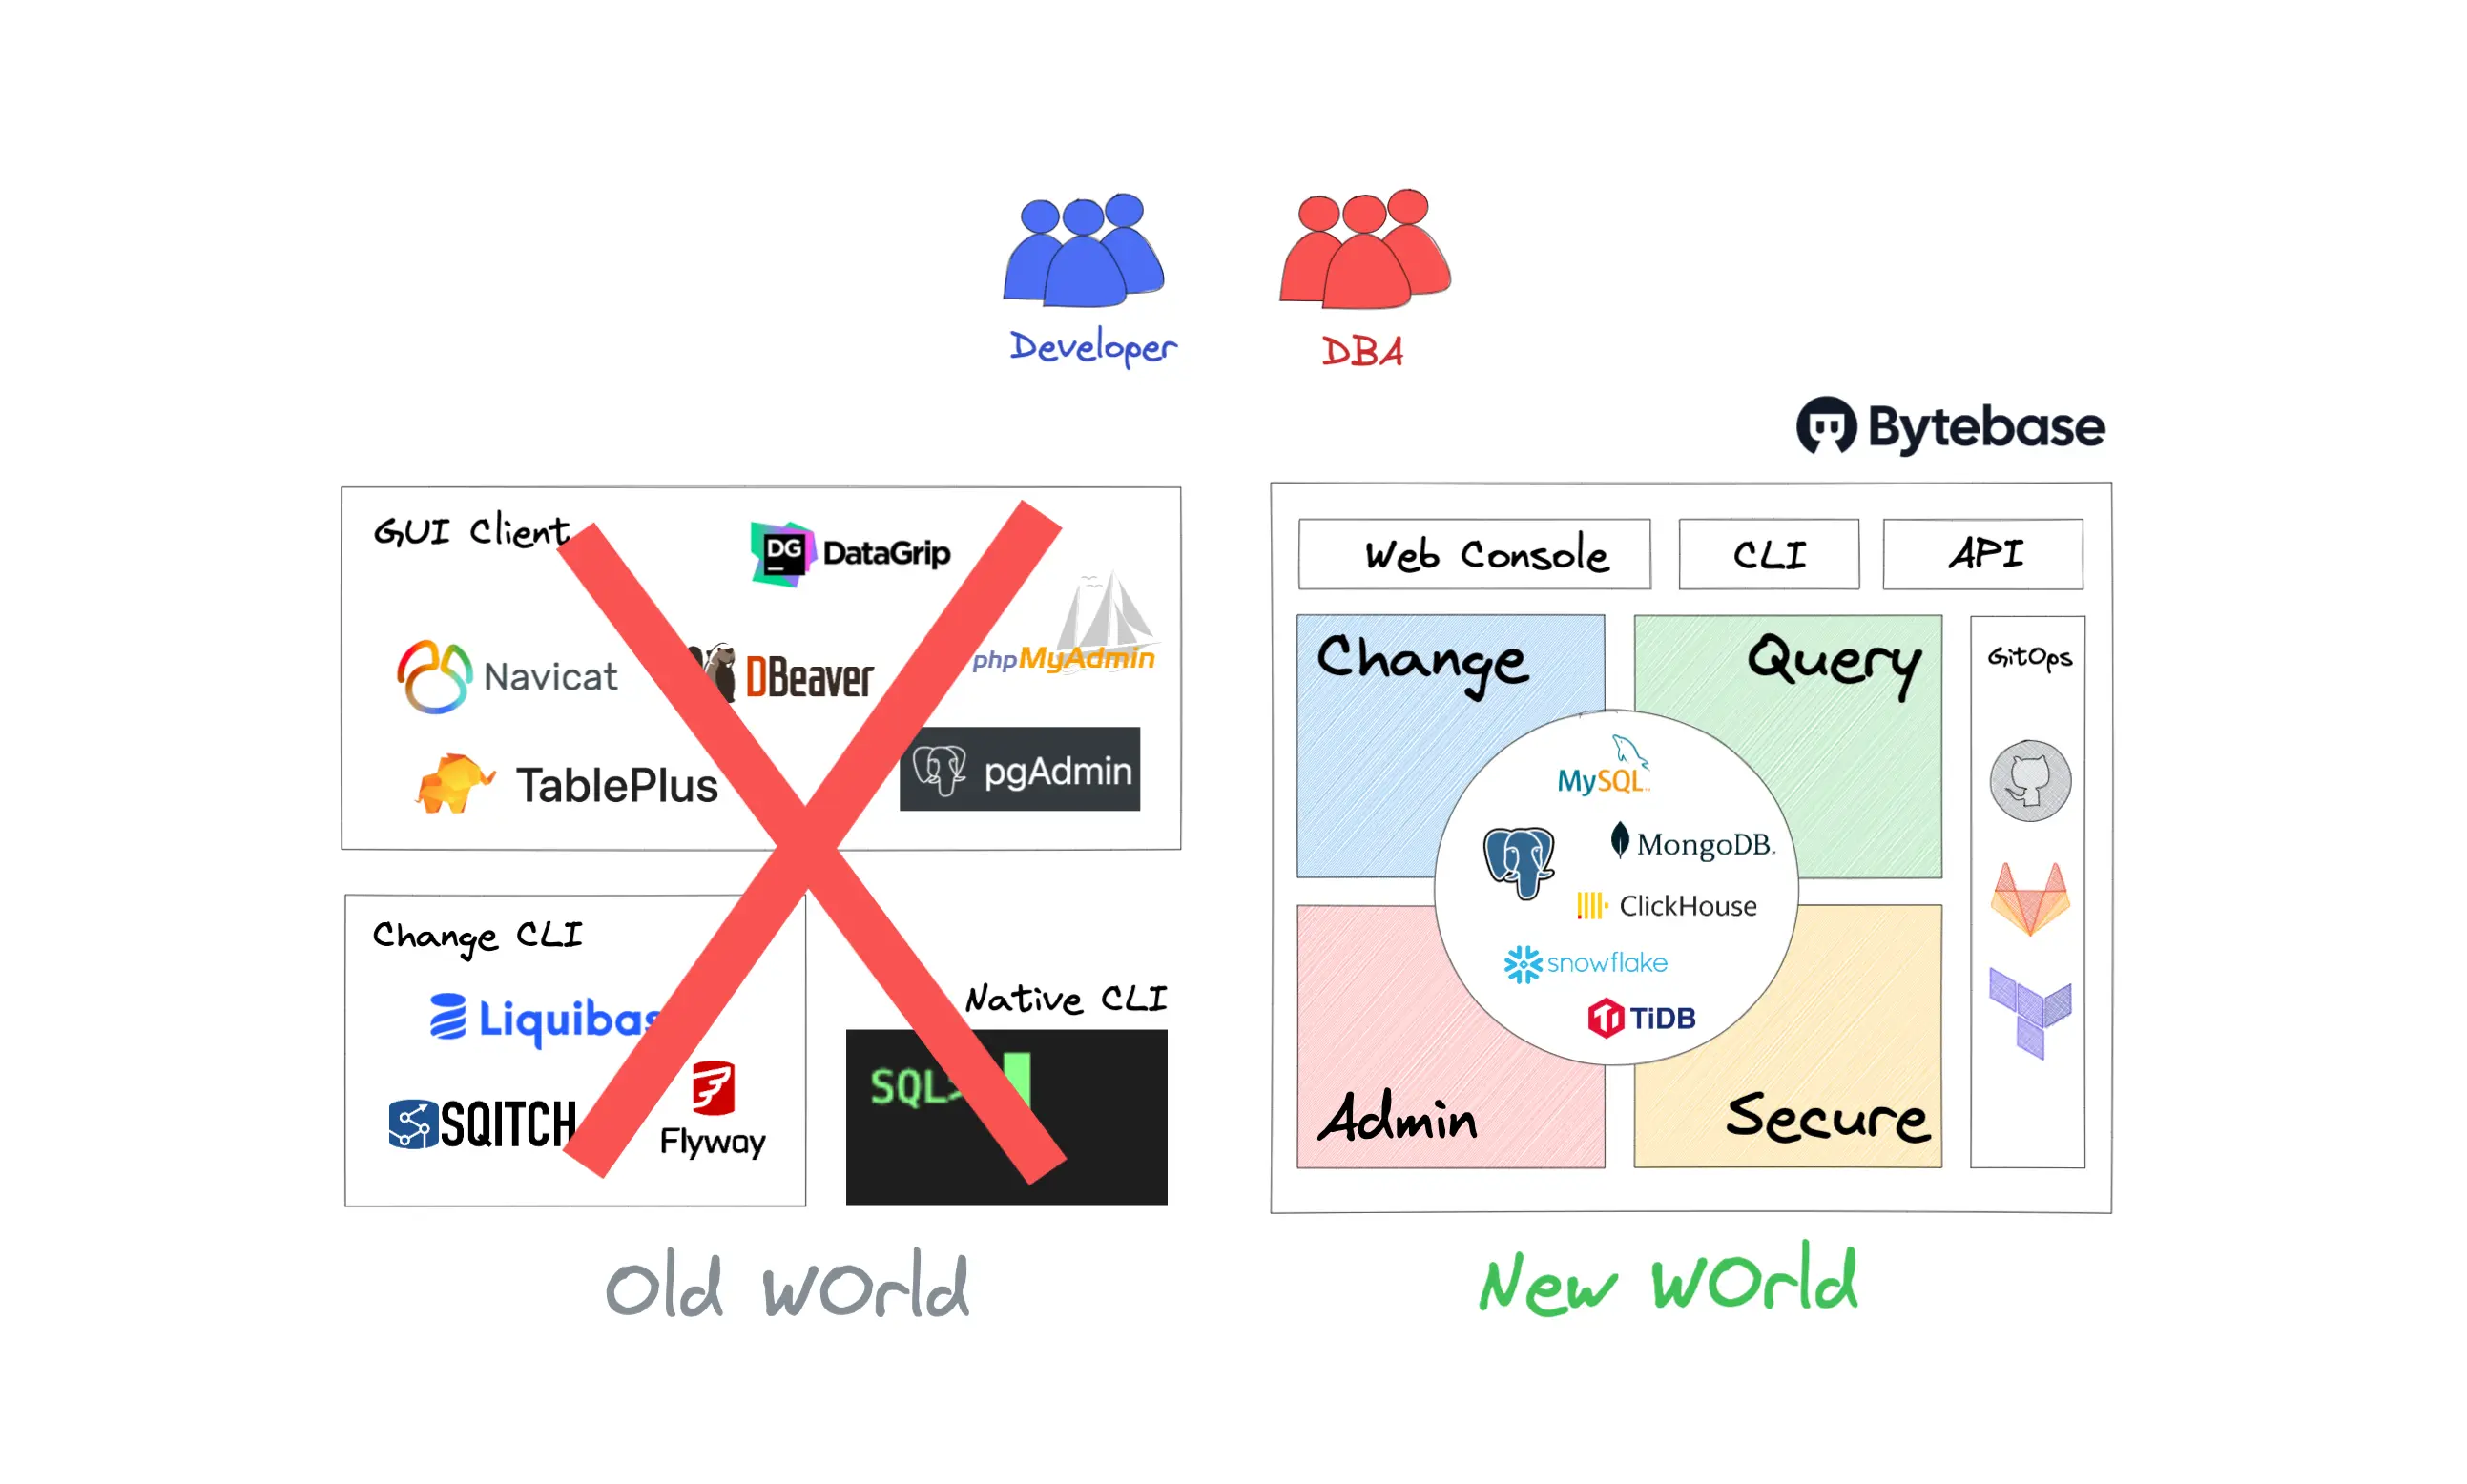 Developer
DBA
Bytebase
GUI Client
DG DataGrip
Navicat
DBeaver
phpMyAdmin
TablePlus
pgAdmin
Change CLI
Liquibas
SQITCH
Flyway
Native CLI
SQL>
Old World
Web Console
CLI
API
Change
Query
GitOps
MySQL
MongoDB
ClickHouse
snowflake
TiDB
Admin
Secure
New World